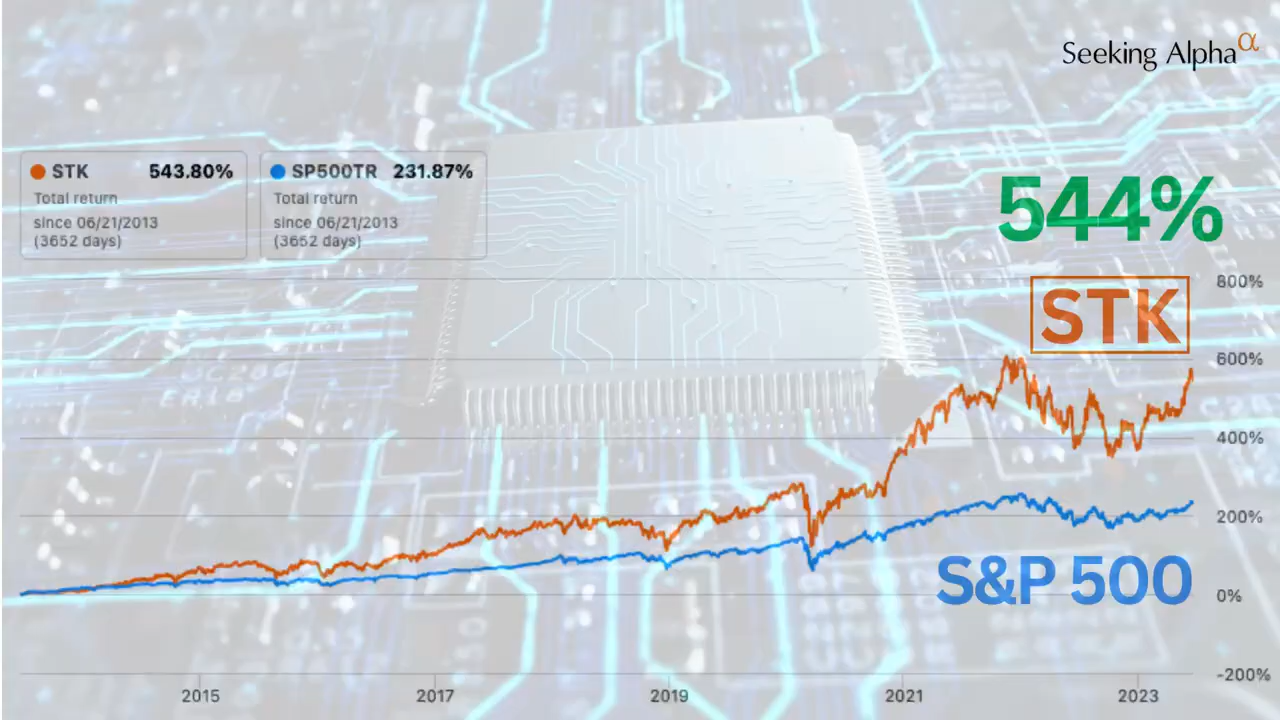 Seeking Alpha α
STK 543.80%
Total return
since 06/21/2013
(3652 days)
SP500TR 231.87%
Total return
since 06/21/2013
(3652 days)
544%
STK
800%
600%
400%
200%
S&P 500
0%
-200%
2015 2017 2019 2021 2023